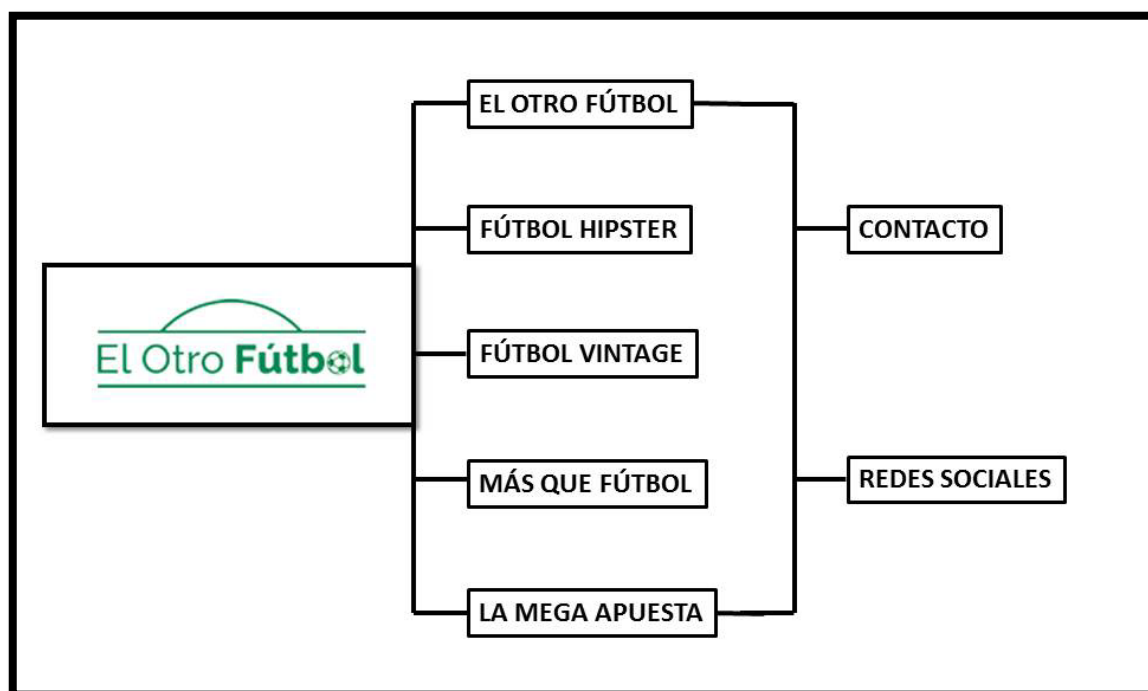 EL OTRO FÚTBOL
FÚTBOL HIPSTER
CONTACTO
El Otro Fútbol
FÚTBOL VINTAGE
MÁS QUE FÚTBOL
REDES SOCIALES
LA MEGA APUESTA